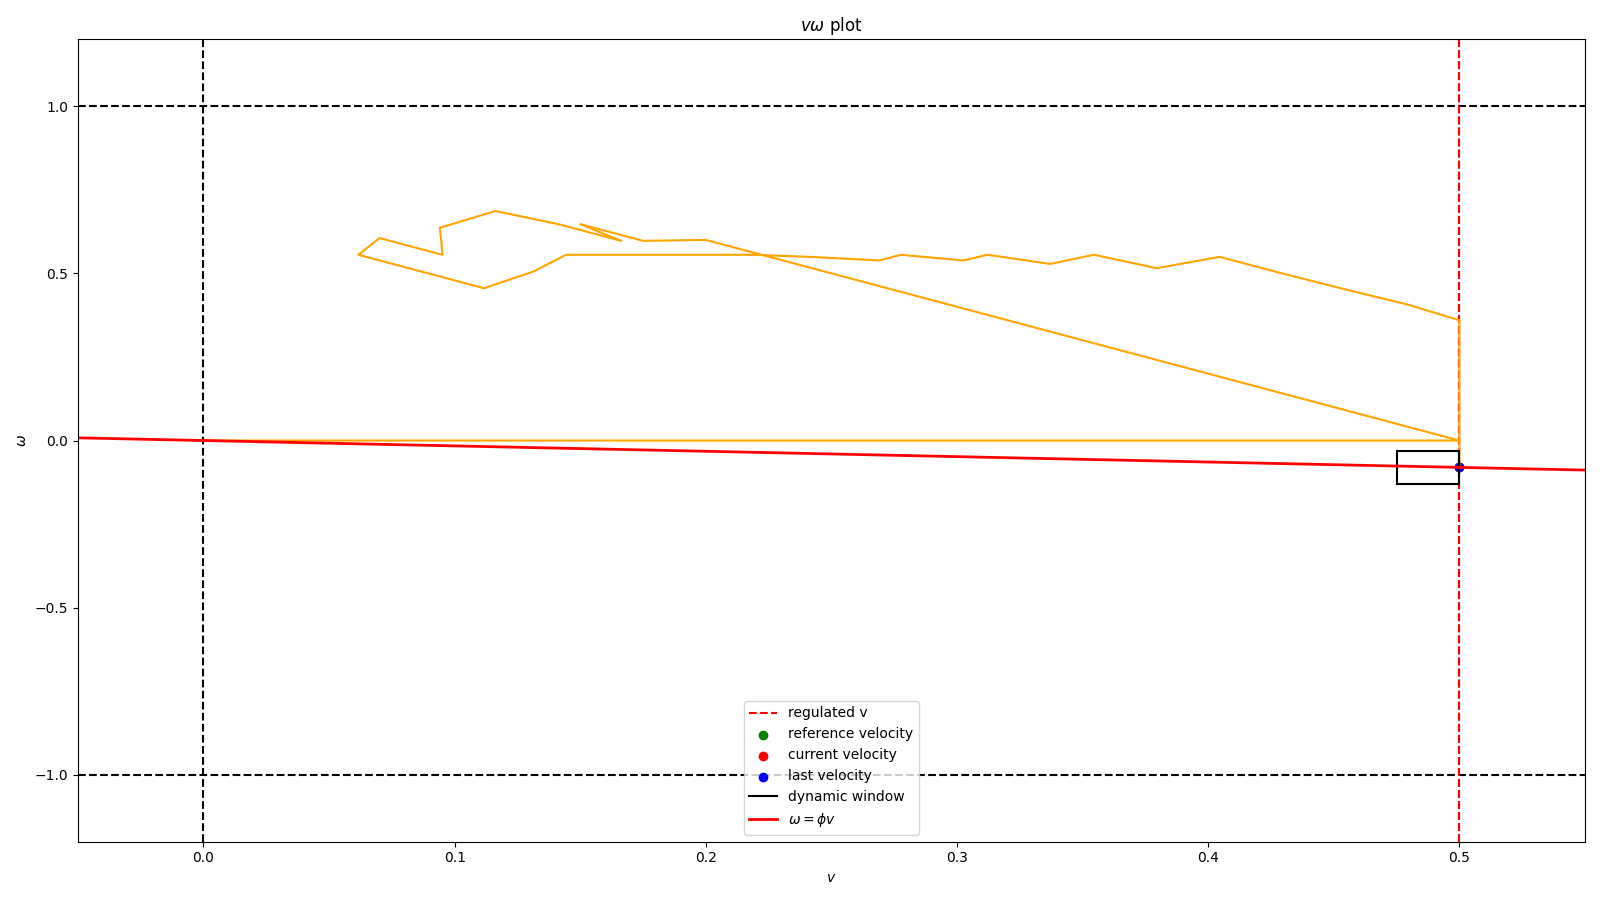 vω plot
1.0
0.5
0.0
−0.5
−1.0
ω
regulated v
reference velocity
current velocity
last velocity
dynamic window
ω = ϕv
0.0 0.1 0.2 0.3 0.4 0.5
v